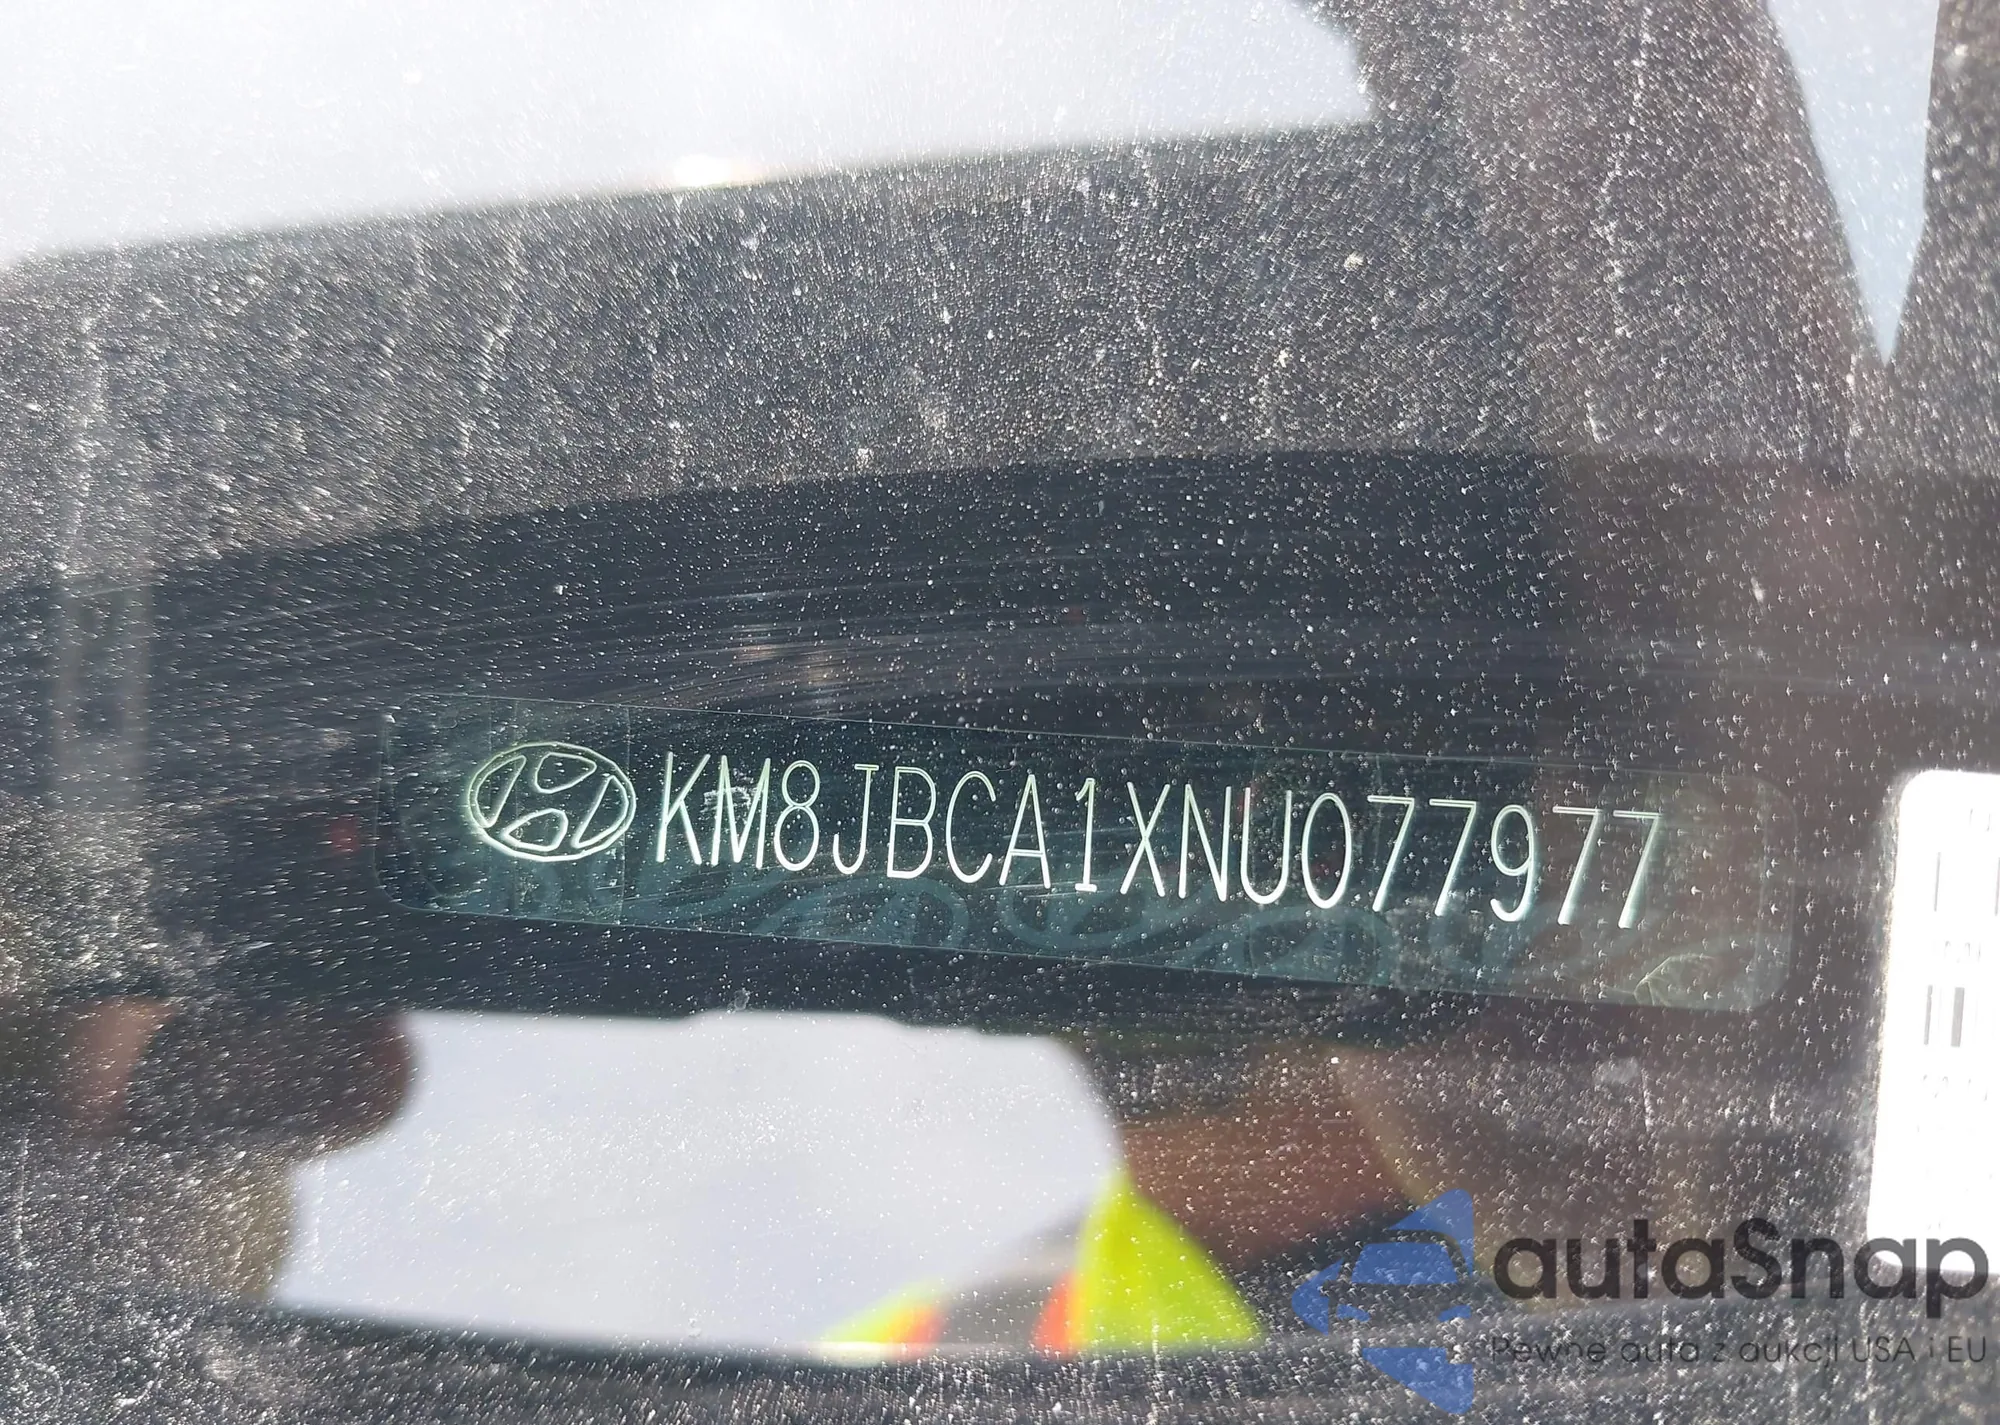 KM8JBCA1XNU077977
autaSnap
Pewne auta z aukcji USA i EU